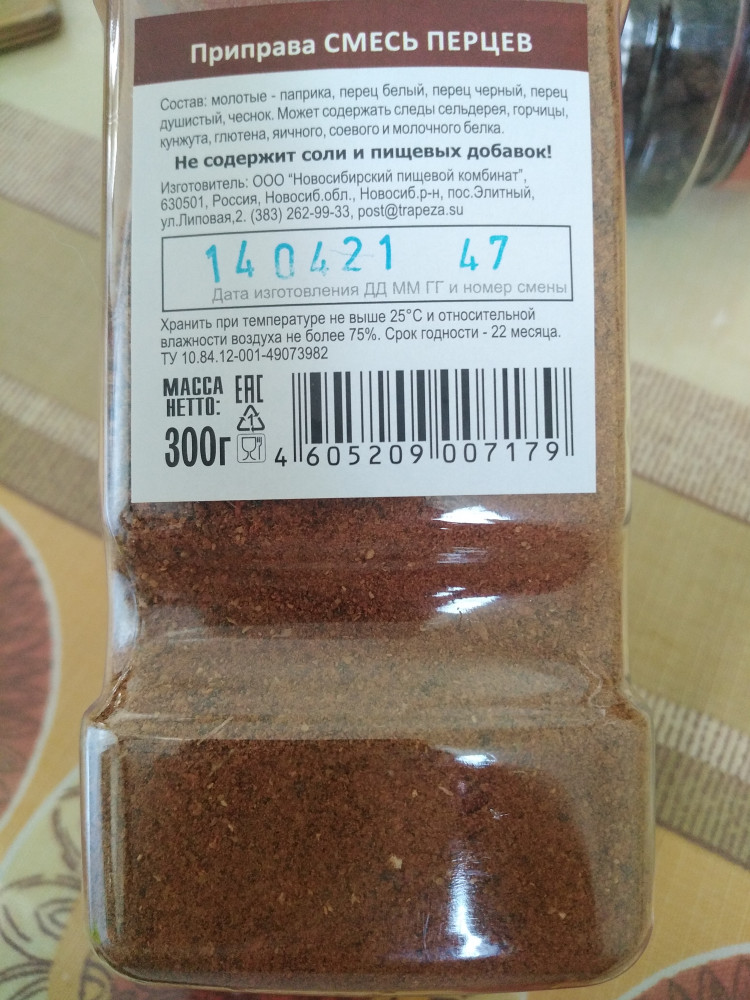 Приправа СМЕСЬ ПЕРЦЕВ
Состав: молотые - паприка, перец белый, перец черный, перец
душистый, чеснок. Может содержать следы сельдерея, горчицы,
кунжута, глютена, яичного, соевого и молочного белка.
Не содержит соли и пищевых добавок!
Изготовитель: ООО "Новосибирский пищевой комбинат",
630501, Россия, Новосиб.обл., Новосиб.р-н, пос.Элитный,
ул.Липовая,2. (383) 262-99-33, post@trapeza.su
140421 47
Дата изготовления ДД ММ ГГ и номер смены
Хранить при температуре не выше 25°С и относительной
влажности воздуха не более 75%. Срок годности - 22 месяца.
ТУ 10.84.12-001-49073982
МАССА
НЕТТО:
300г
ЕАС
1
4 605209 007179